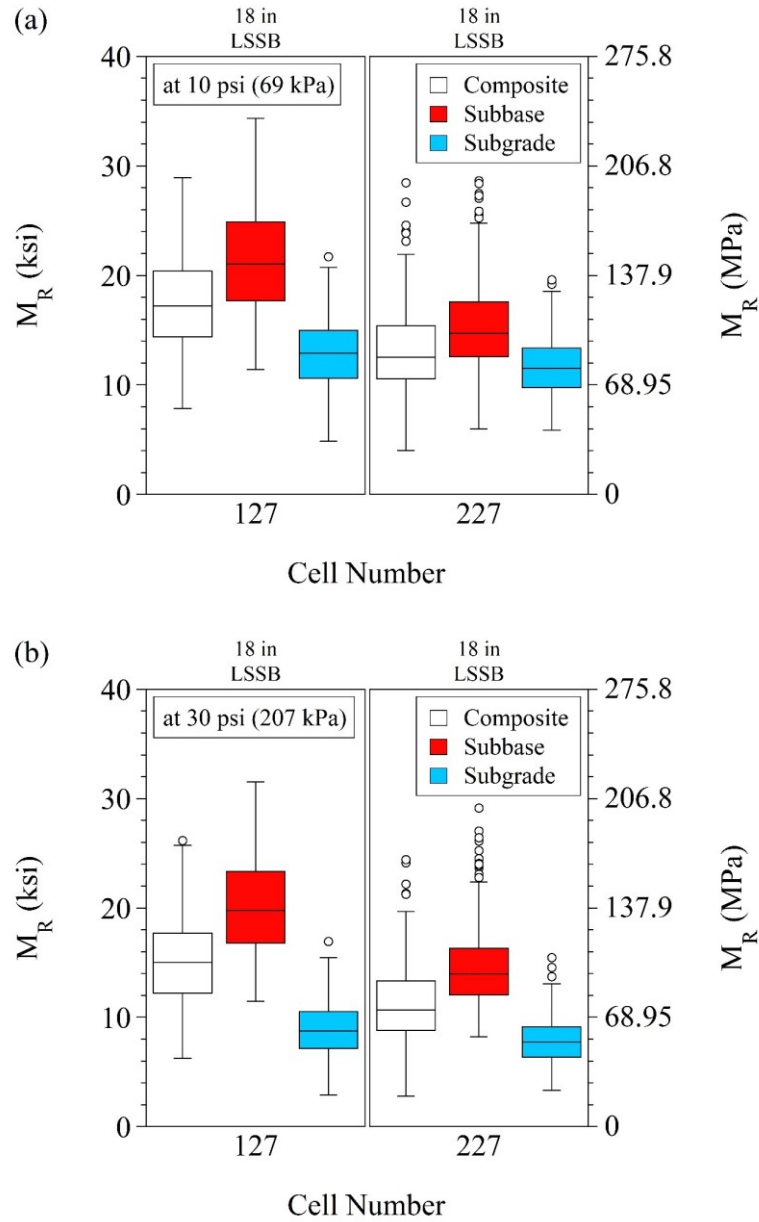 (a)
18 in
LSSB
18 in
LSSB
at 10 psi (69 kPa)
Composite
Subbase
Subgrade
40
30
20
10
0
M_R (ksi)
275.8
206.8
137.9
68.95
0
M_R (MPa)
127
227
Cell Number
(b)
18 in
LSSB
18 in
LSSB
at 30 psi (207 kPa)
Composite
Subbase
Subgrade
40
30
20
10
0
M_R (ksi)
275.8
206.8
137.9
68.95
0
M_R (MPa)
127
227
Cell Number